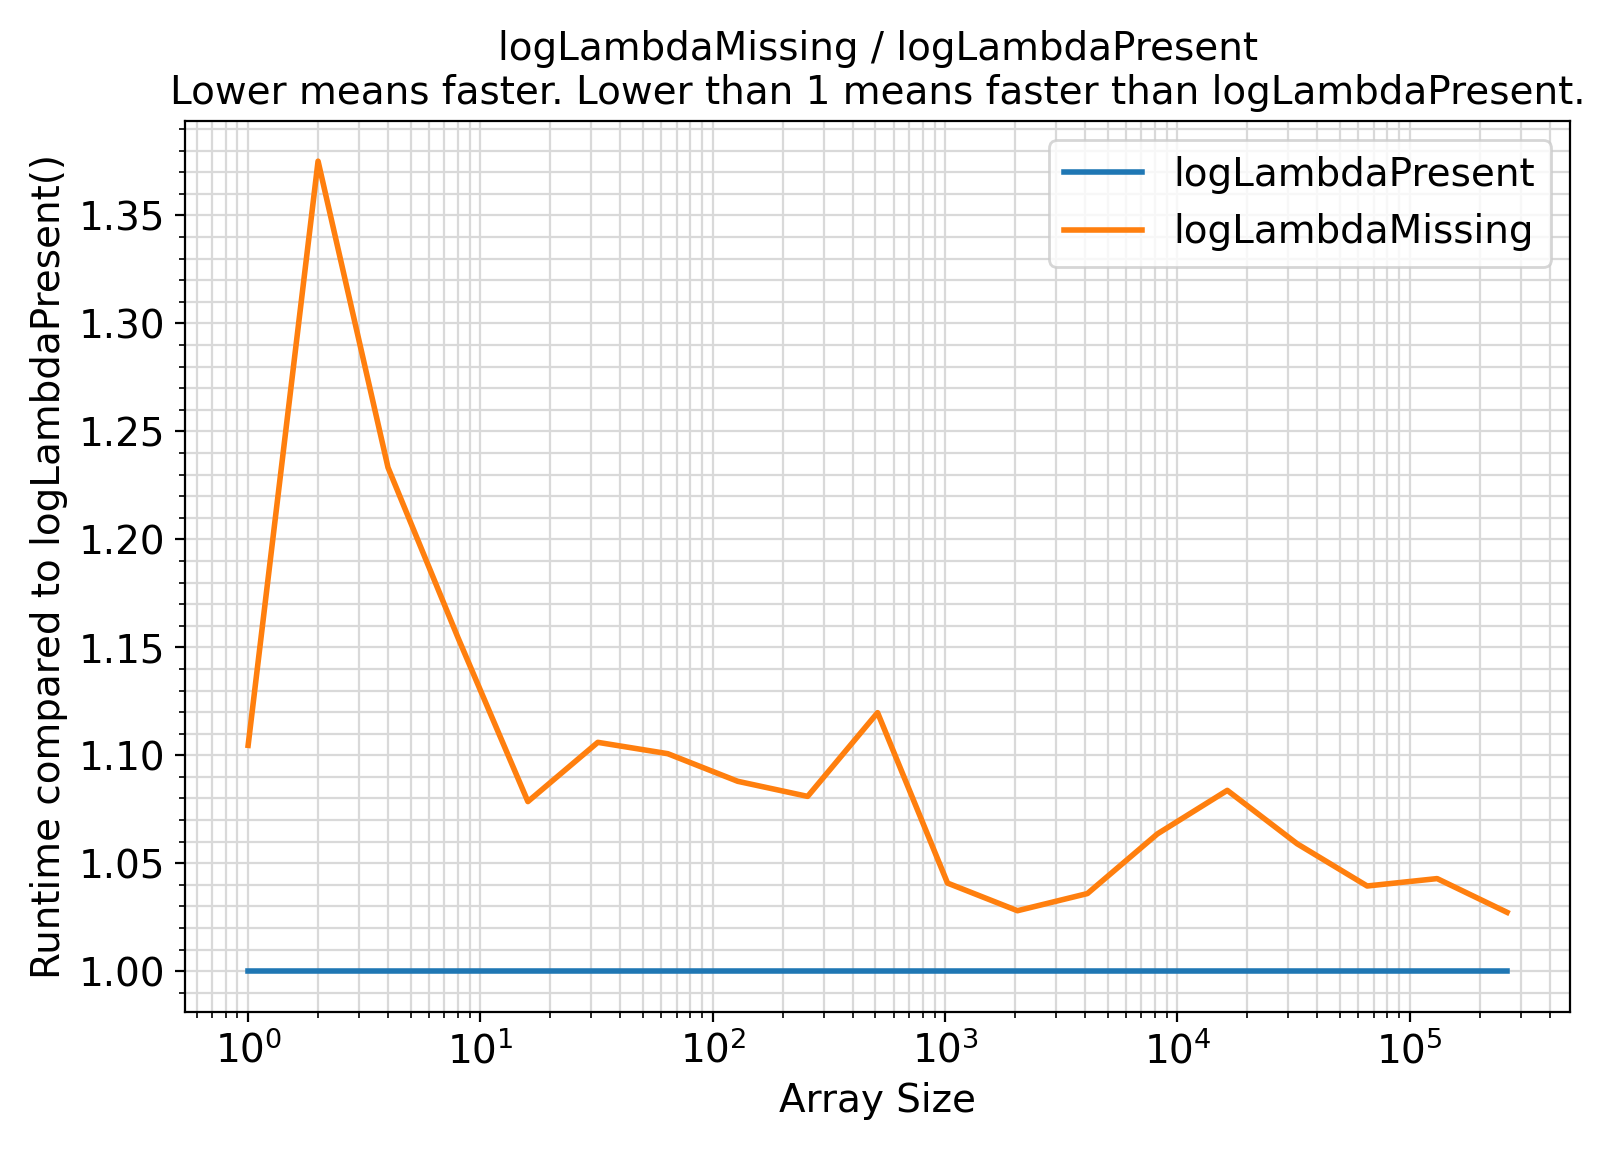 logLambdaMissing / logLambdaPresent
Lower means faster. Lower than 1 means faster than logLambdaPresent.
Runtime compared to logLambdaPresent()
1.35
1.30
1.25
1.20
1.15
1.10
1.05
1.00
logLambdaPresent
logLambdaMissing
10⁰ 10¹ 10² 10³ 10⁴ 10⁵
Array Size